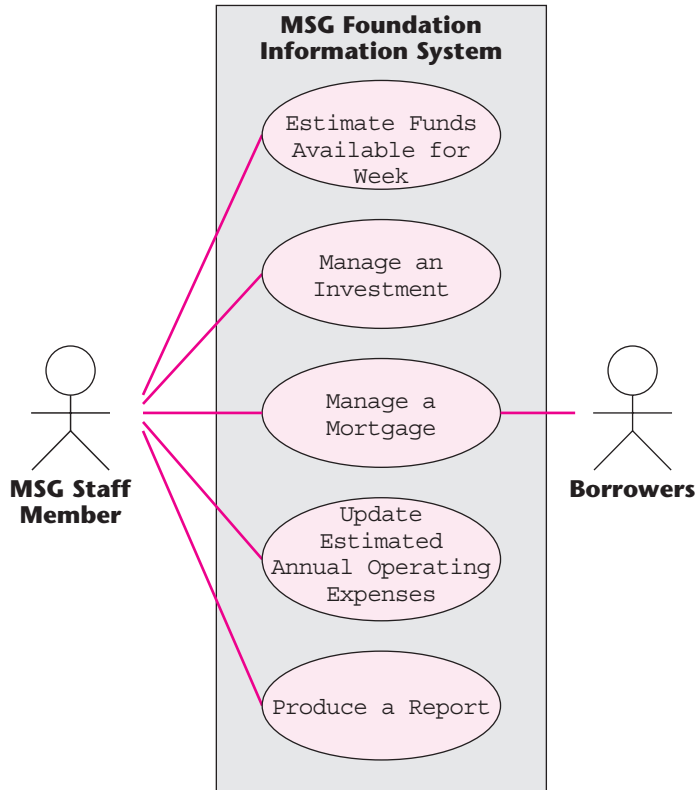 MSG Foundation
Information System
Estimate Funds
Available for
Week
Manage an
Investment
Manage a
Mortgage
MSG Staff
Member
Borrowers
Update
Estimated
Annual Operating
Expenses
Produce a Report